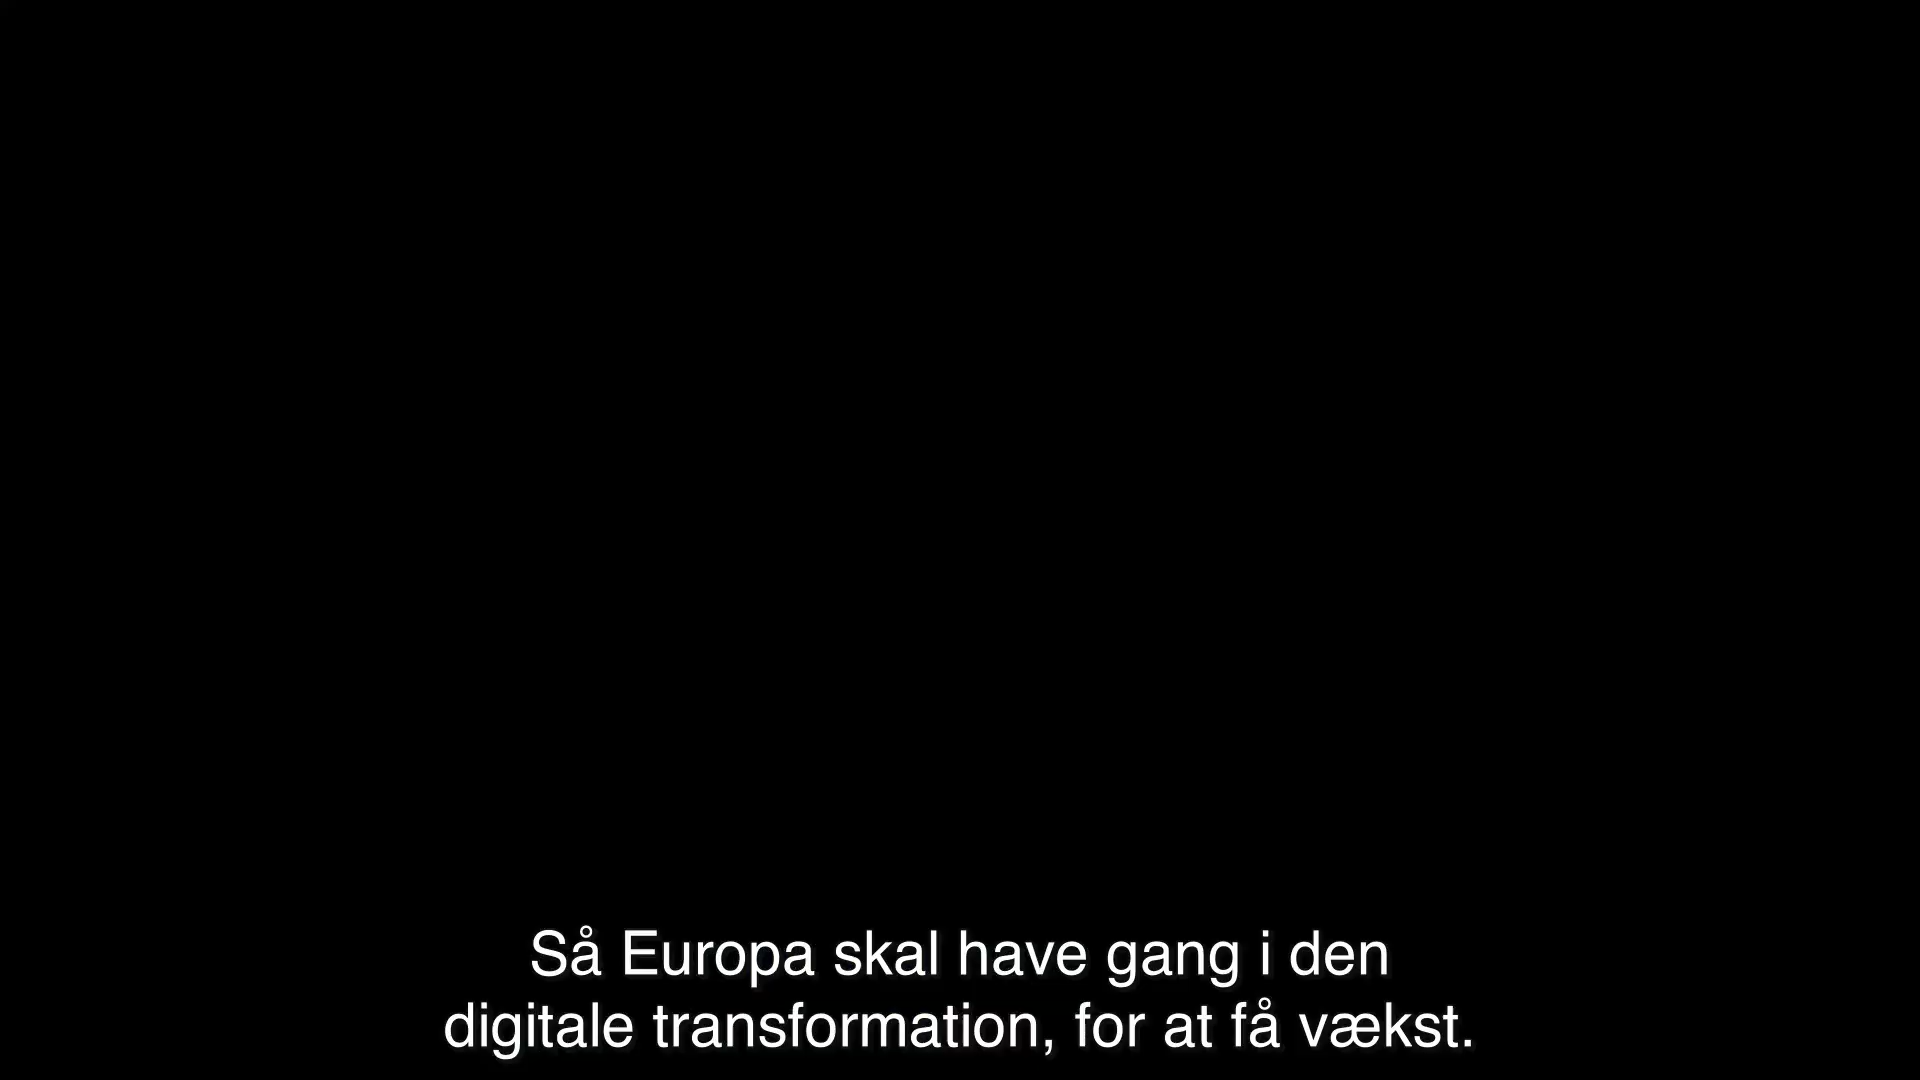 Så Europa skal have gang i den
digitale transformation, for at få vækst.